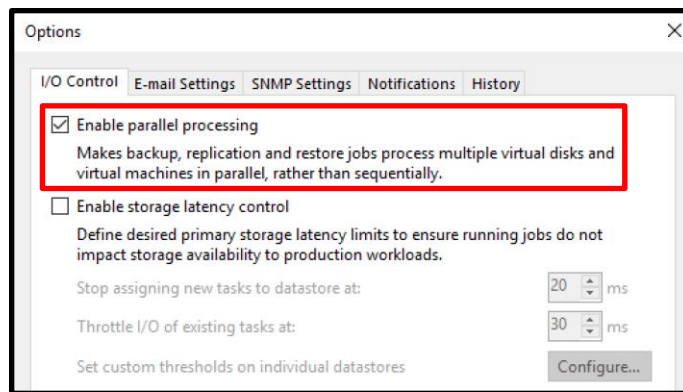 Options
I/O Control E-mail Settings SNMP Settings Notifications History
Enable parallel processing
Makes backup, replication and restore jobs process multiple virtual disks and
virtual machines in parallel, rather than sequentially.
Enable storage latency control
Define desired primary storage latency limits to ensure running jobs do not
impact storage availability to production workloads.
Stop assigning new tasks to datastore at: 20 ms
Throttle I/O of existing tasks at: 30 ms
Set custom thresholds on individual datastores Configure...